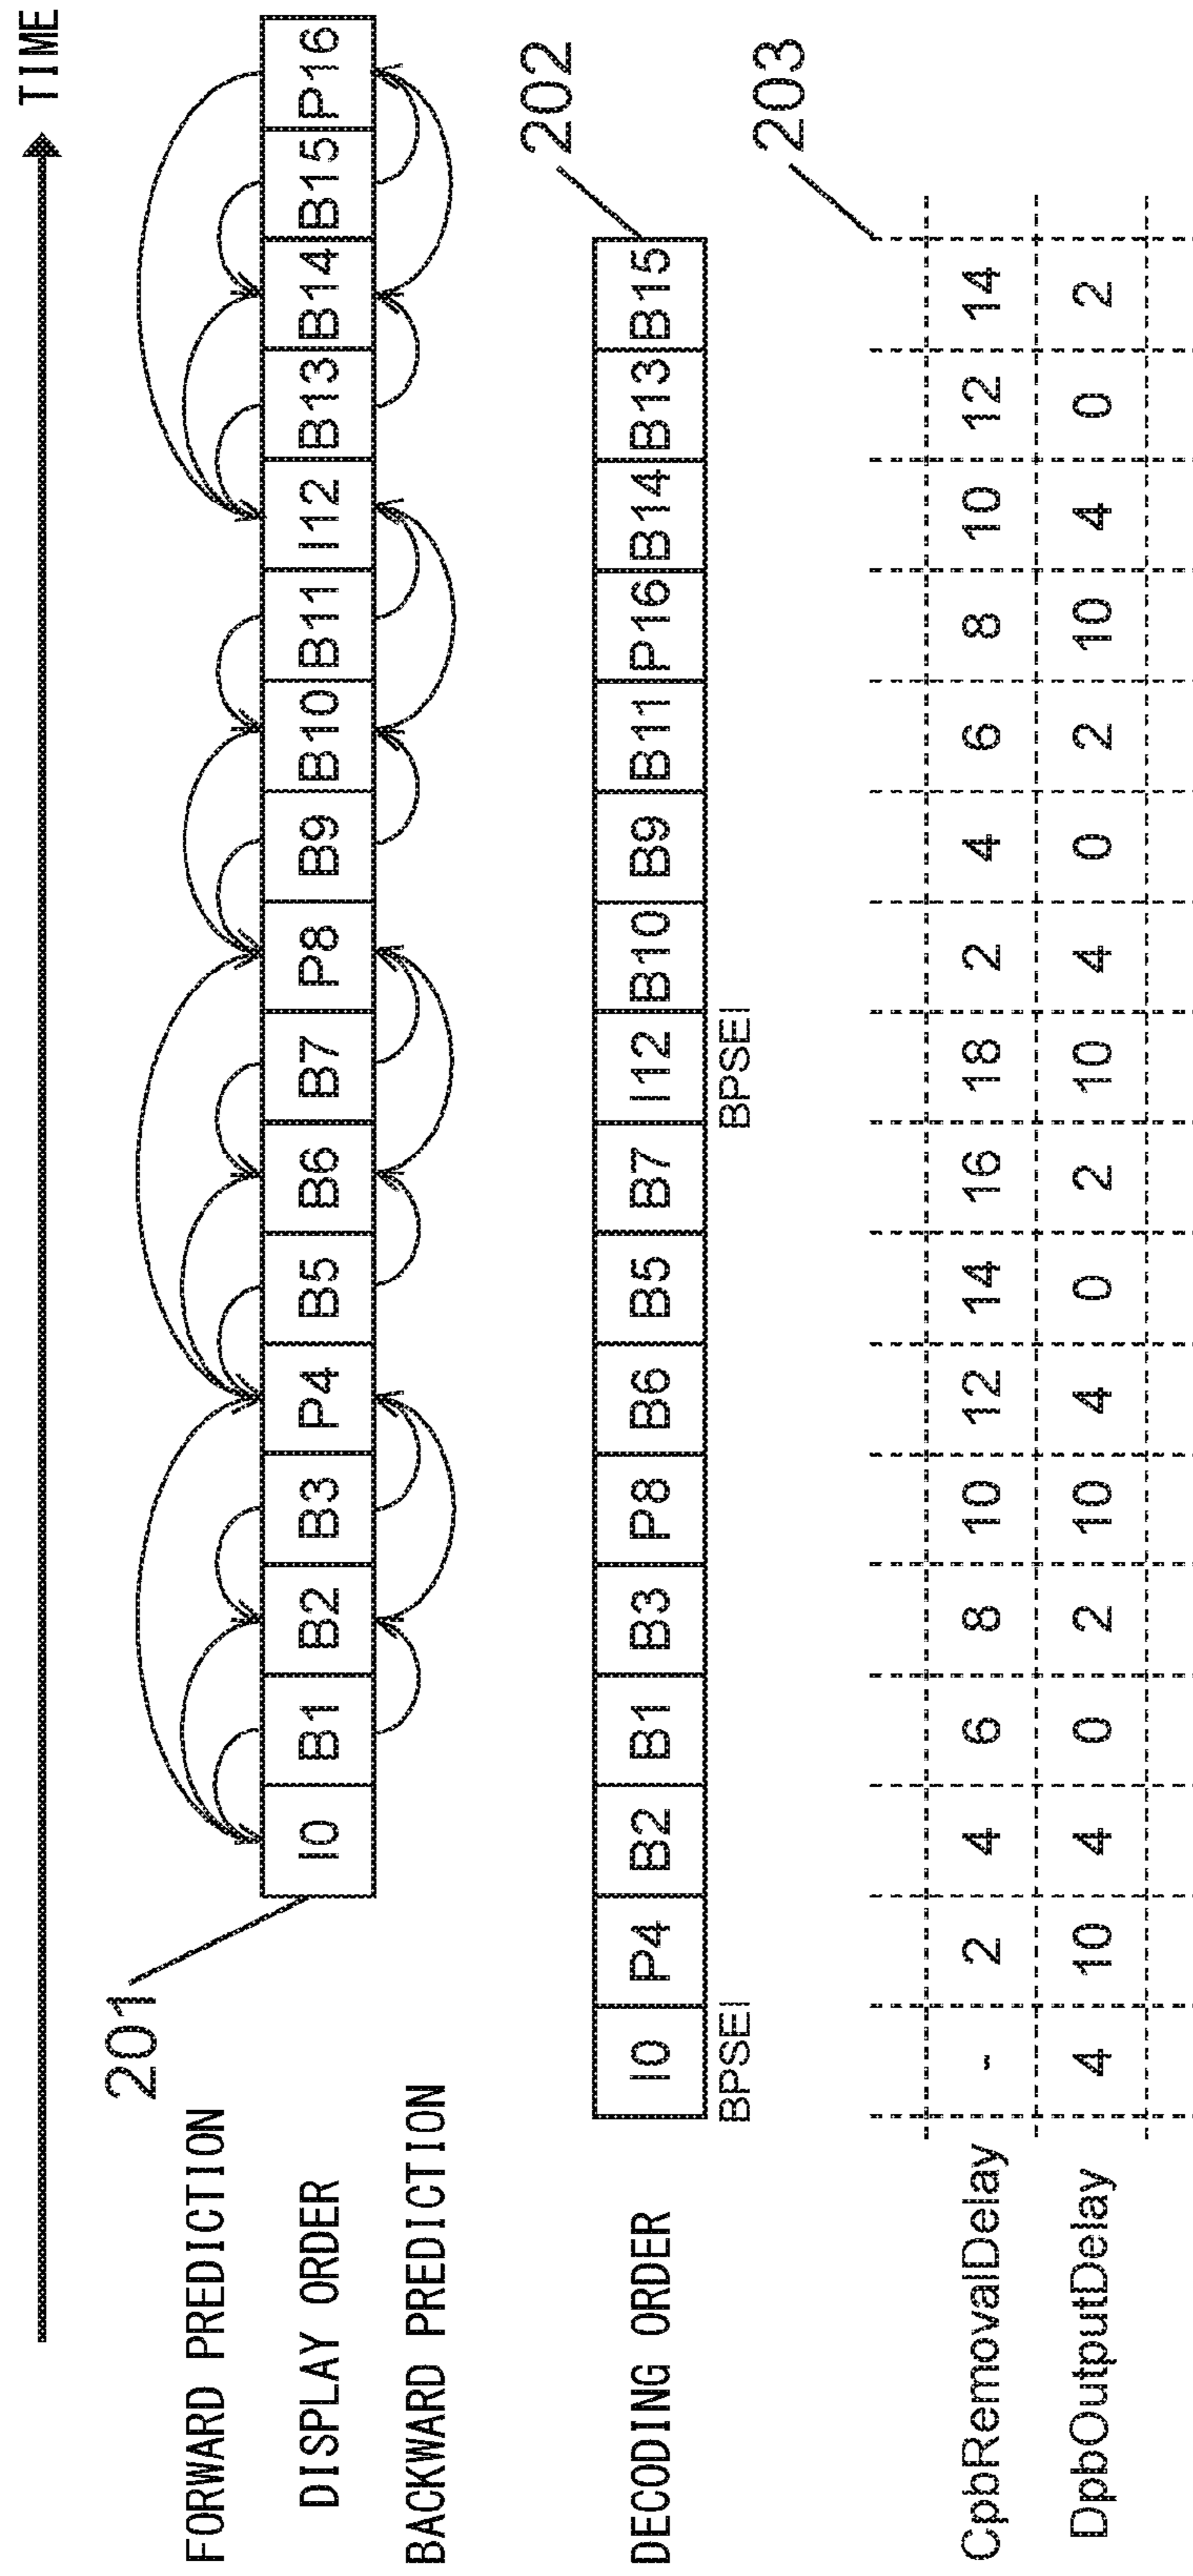 TIME
201
FORWARD PREDICTION
DISPLAY ORDER I0 B1 B2 B3 P4 B5 B6 B7 P8 B9 B10 B11 I12 B13 B14 B15 P16
BACKWARD PREDICTION
202
DECODING ORDER I0 P4 B2 B1 B3 P8 B6 B5 B7 I12 B10 B9 B11 P16 B14 B13 B15
BPSEI BPSEI
203
CpbRemovalDelay - 2 4 6 8 10 12 14 16 18 2 4 6 8 10 12 14
DpbOutputDelay 4 10 4 0 2 10 4 0 2 10 4 0 2 10 4 0 2